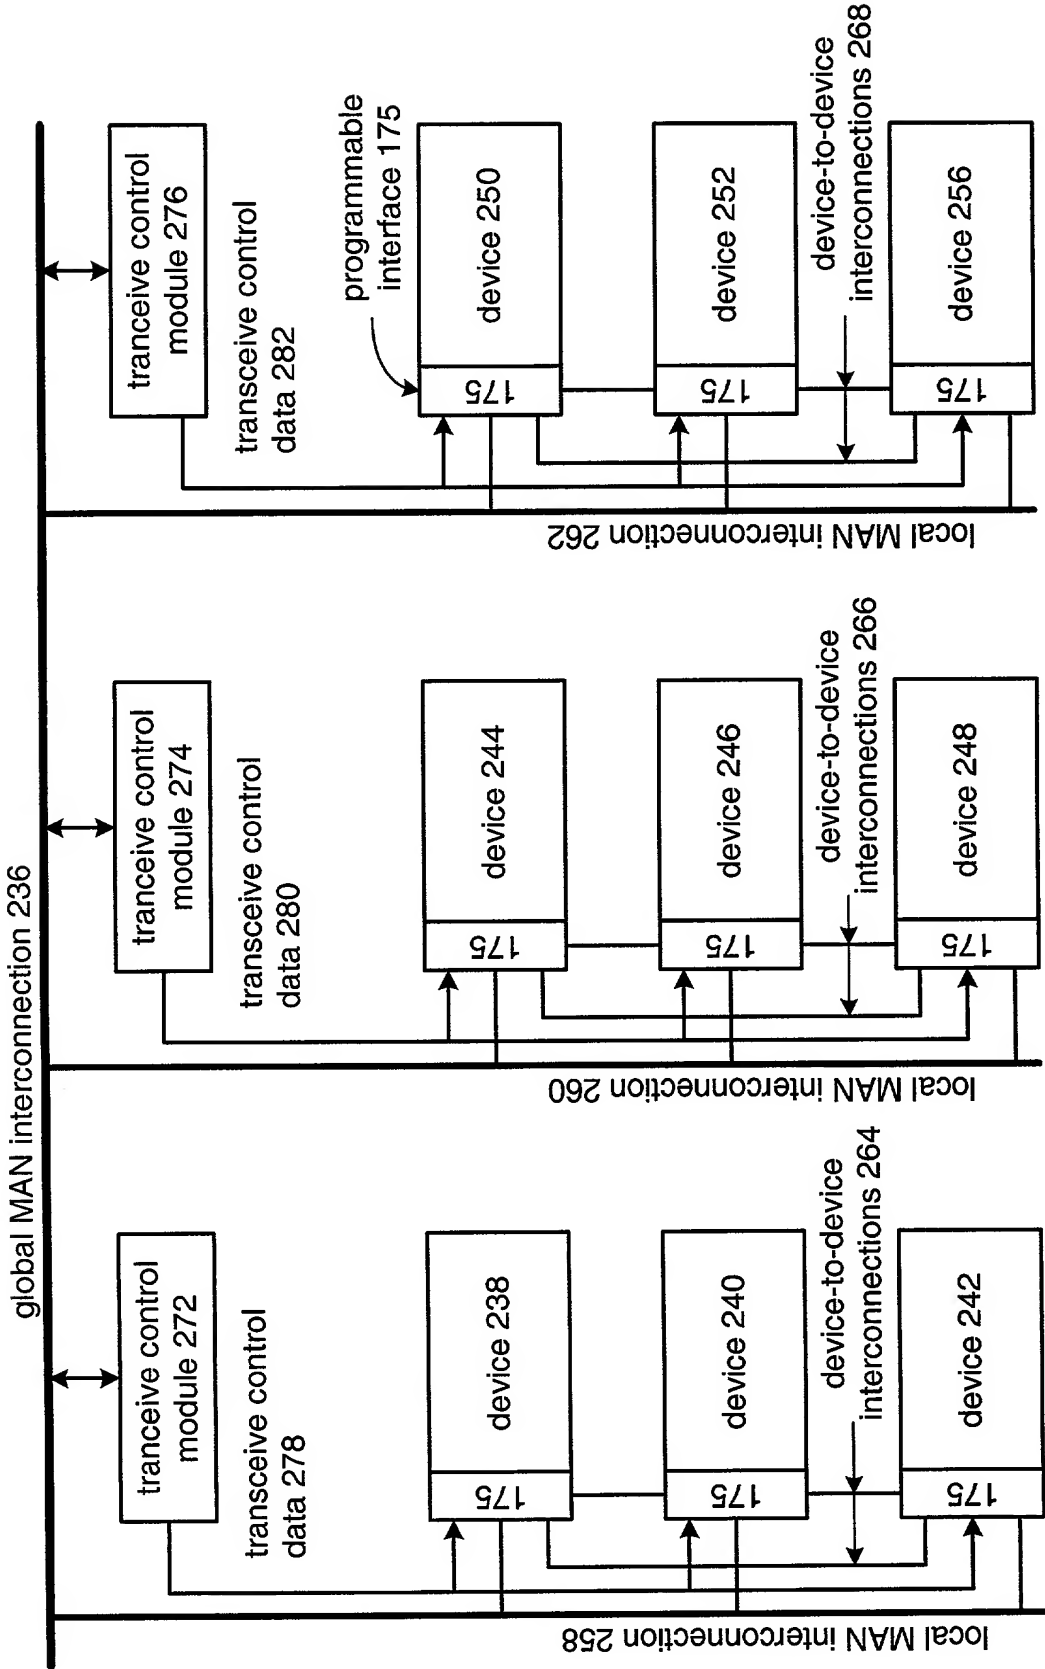 global MAN interconnection 236
tranceive control
module 272
transceive control
data 278
device 238
175
device 240
175
device-to-device
interconnections 264
device 242
175
local MAN interconnection 258
tranceive control
module 274
transceive control
data 280
device 244
175
device 246
175
device-to-device
interconnections 266
device 248
175
local MAN interconnection 260
tranceive control
module 276
transceive control
data 282
programmable
interface 175
device 250
175
device 252
175
device-to-device
interconnections 268
device 256
175
local MAN interconnection 262